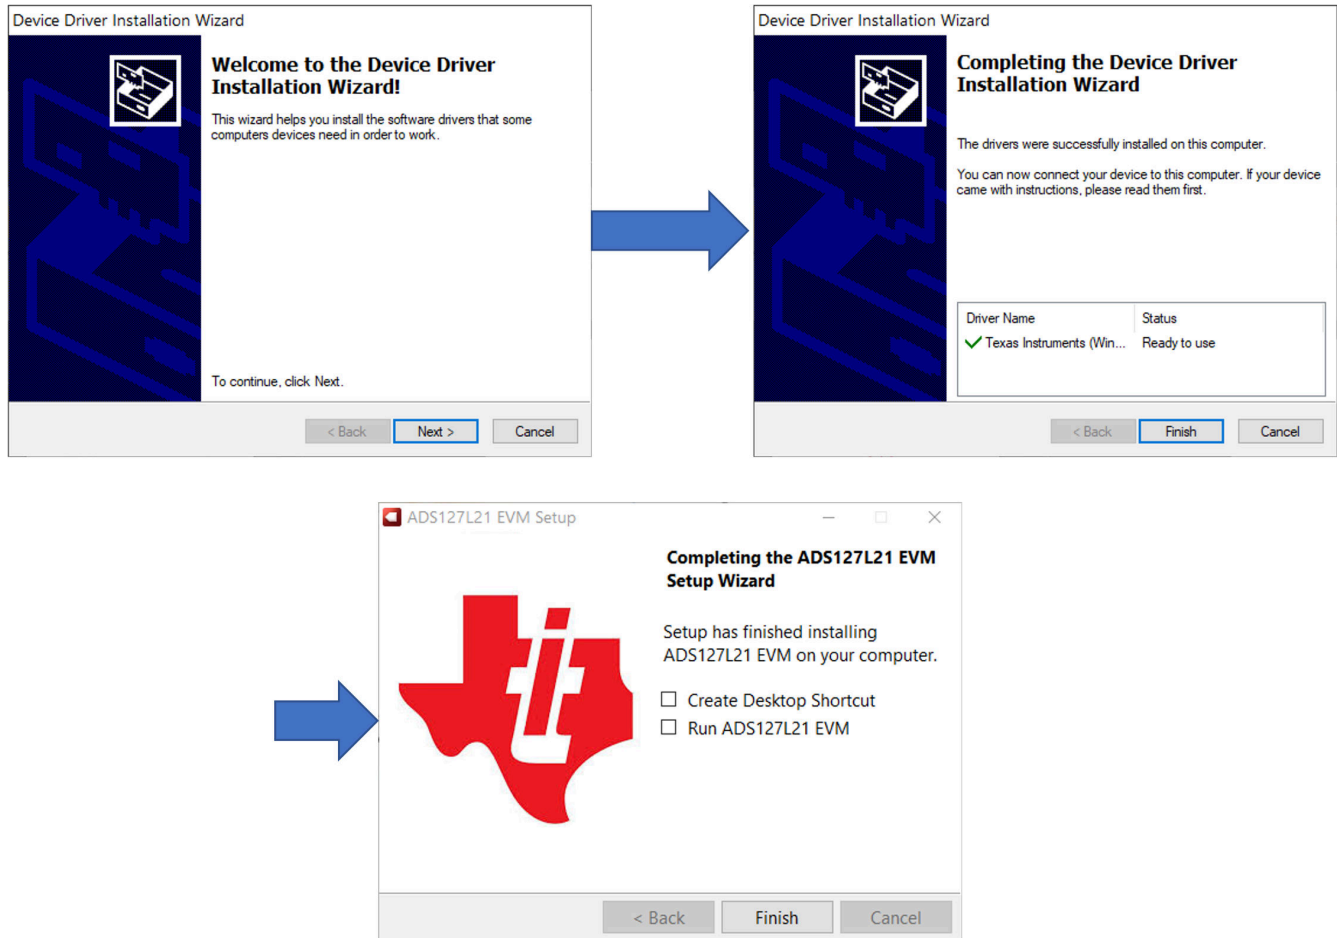 Device Driver Installation Wizard
Welcome to the Device Driver
Installation Wizard!
This wizard helps you install the software drivers that some
computers devices need in order to work.
To continue, click Next.
< Back
Next >
Cancel
Device Driver Installation Wizard
Completing the Device Driver
Installation Wizard
The drivers were successfully installed on this computer.
You can now connect your device to this computer. If your device
came with instructions, please read them first.
Driver Name Status
Texas Instruments (Win... Ready to use
< Back
Finish
Cancel
ADS127L21 EVM Setup
Completing the ADS127L21 EVM
Setup Wizard
Setup has finished installing
ADS127L21 EVM on your computer.
Create Desktop Shortcut
Run ADS127L21 EVM
< Back
Finish
Cancel